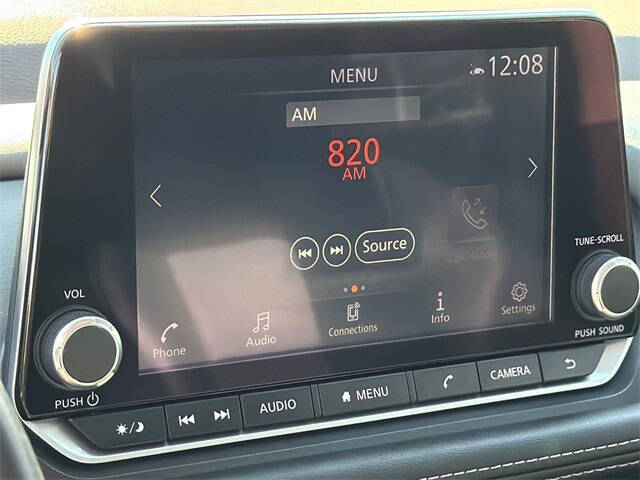 MENU
12:08
AM
820
AM
Source
History
Phone
Audio
Connections
Info
Settings
VOL
PUSH
TUNE-SCROLL
PUSH SOUND
AUDIO
MENU
CAMERA